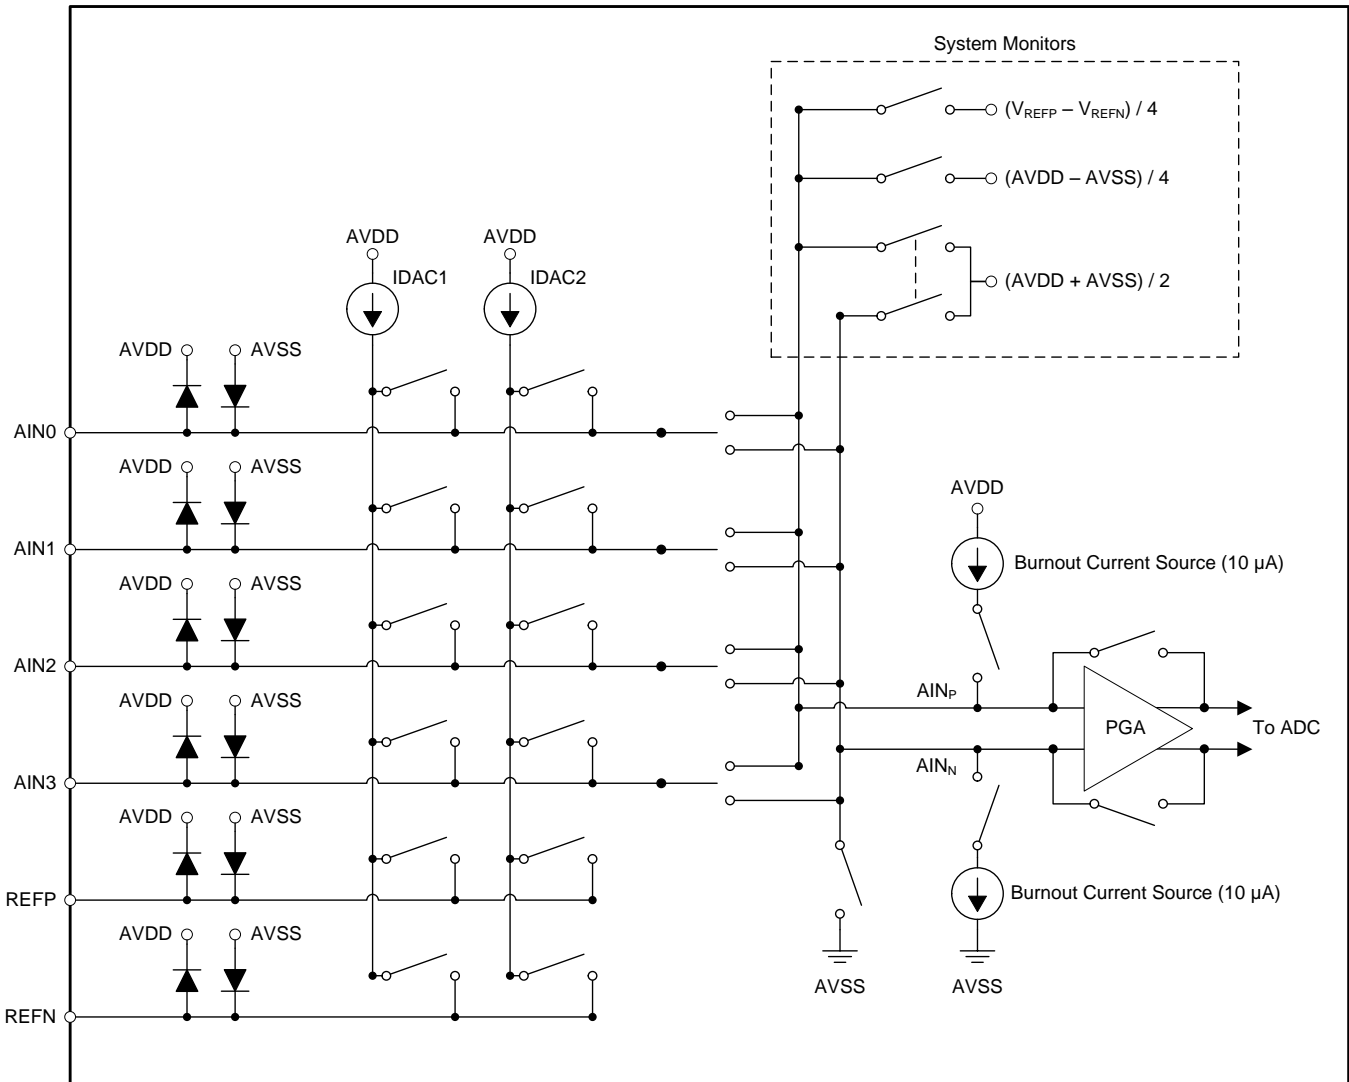 System Monitors
(VREFP – VREFN) / 4
(AVDD – AVSS) / 4
(AVDD + AVSS) / 2
AVDD
AVDD
IDAC1
IDAC2
AVDD
AVSS
AIN0
AVDD
AVSS
AIN1
AVDD
AVSS
AIN2
AVDD
AVSS
AIN3
AVDD
AVSS
REFP
AVDD
AVSS
REFN
AVDD
Burnout Current Source (10 µA)
AINP
PGA
To ADC
AINN
Burnout Current Source (10 µA)
AVSS
AVSS